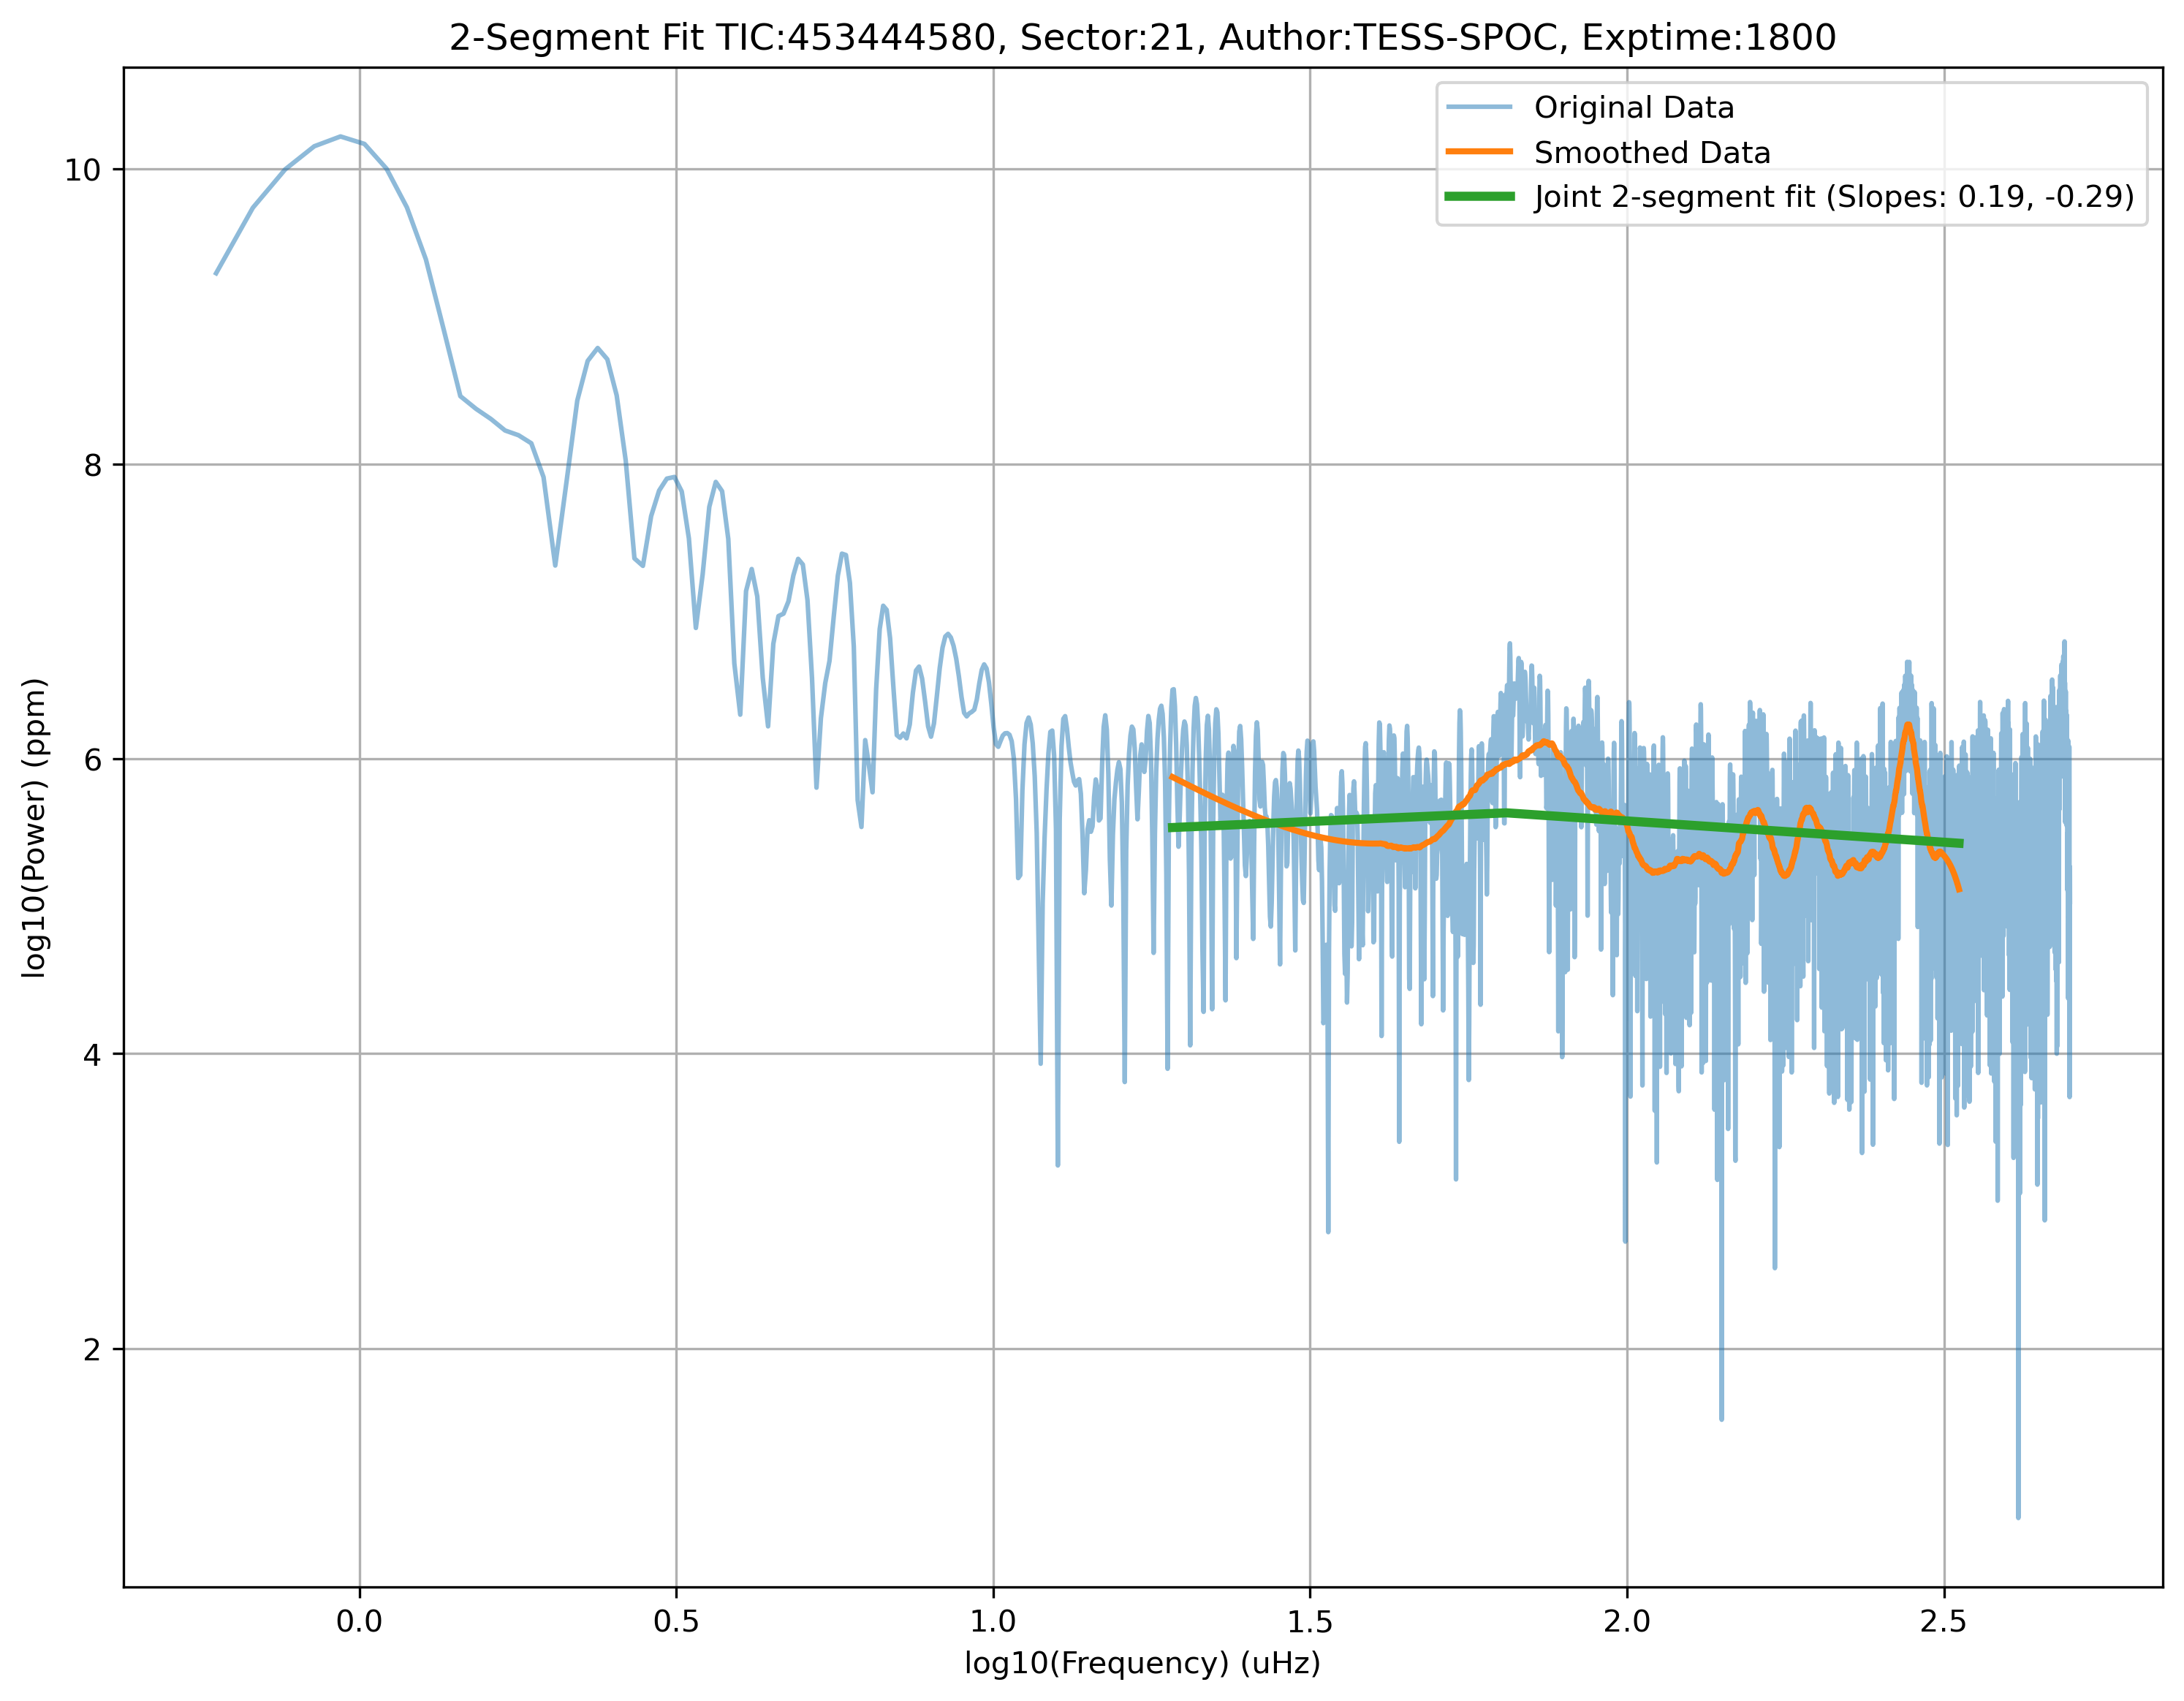 2-Segment Fit TIC:453444580, Sector:21, Author:TESS-SPOC, Exptime:1800
Original Data
Smoothed Data
Joint 2-segment fit (Slopes: 0.19, -0.29)
log10(Power) (ppm)
10
8
6
4
2
0.0 0.5 1.0 1.5 2.0 2.5
log10(Frequency) (uHz)